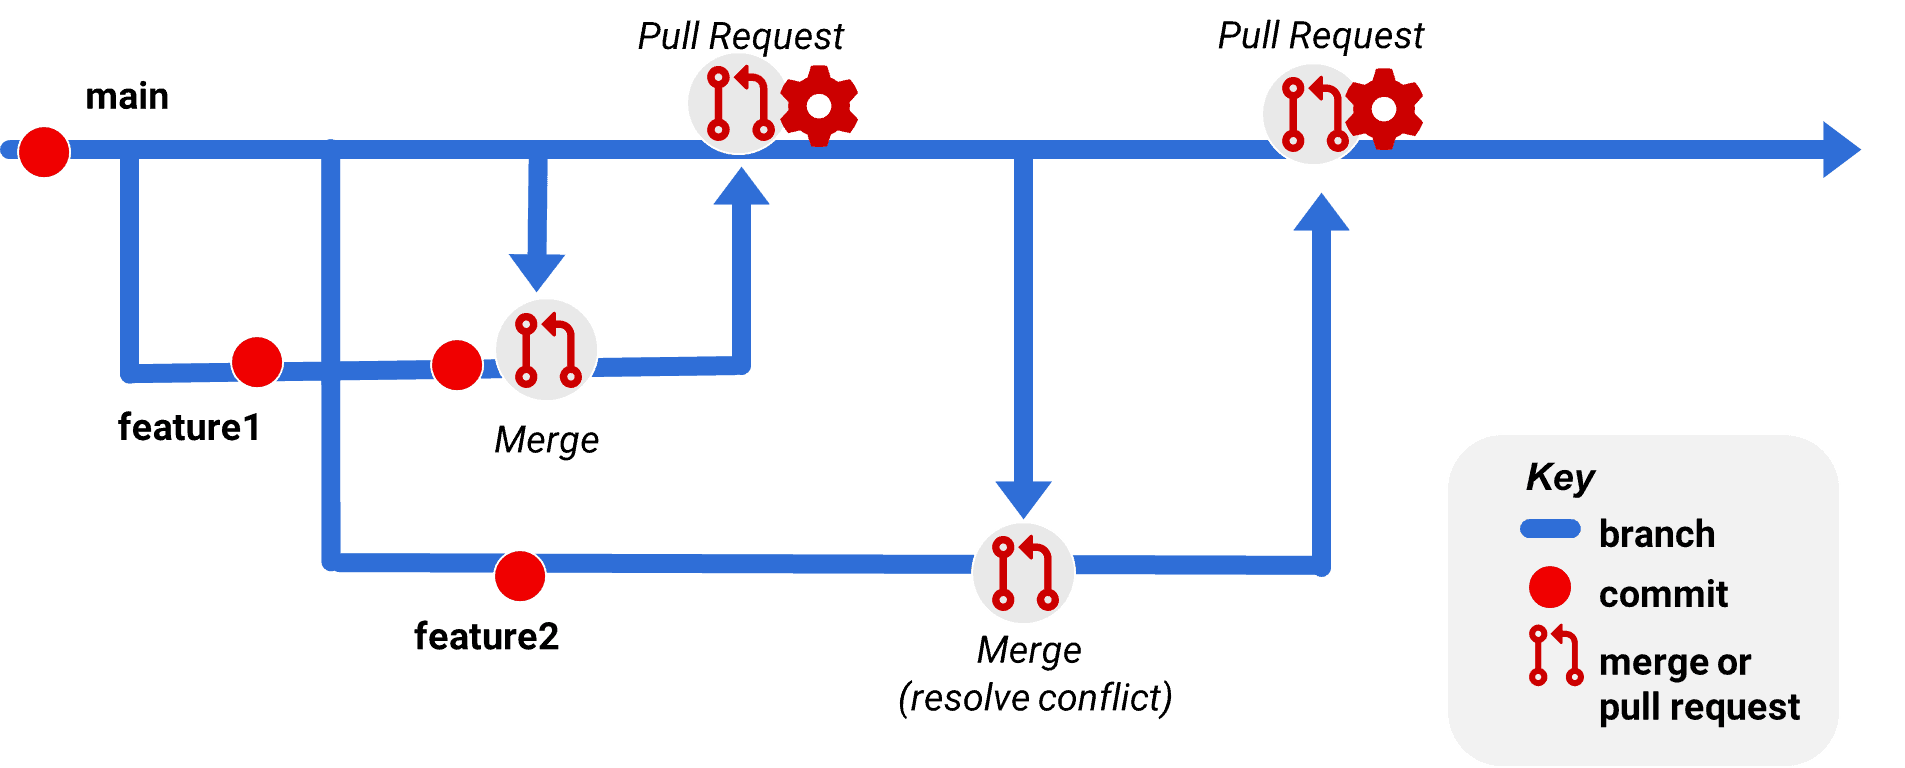 Pull Request
Pull Request
main
feature1
Merge
feature2
Merge
(resolve conflict)
Key
branch
commit
merge or
pull request